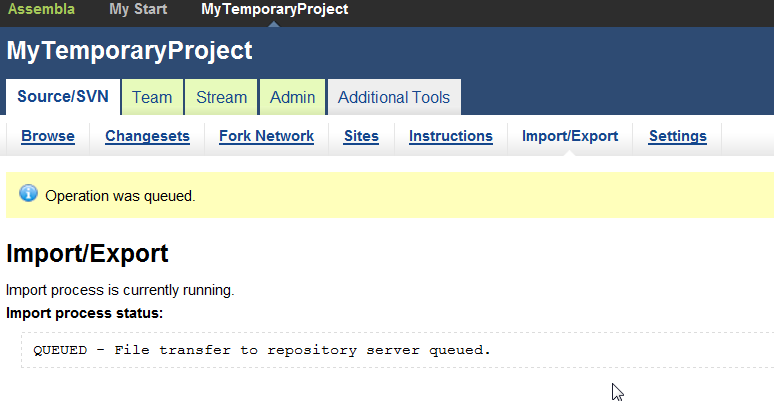 Assembla My Start MyTemporaryProject
MyTemporaryProject
Source/SVN Team Stream Admin Additional Tools
Browse Changesets Fork Network Sites Instructions Import/Export Settings
Operation was queued.
Import/Export
Import process is currently running.
Import process status:
QUEUED - File transfer to repository server queued.